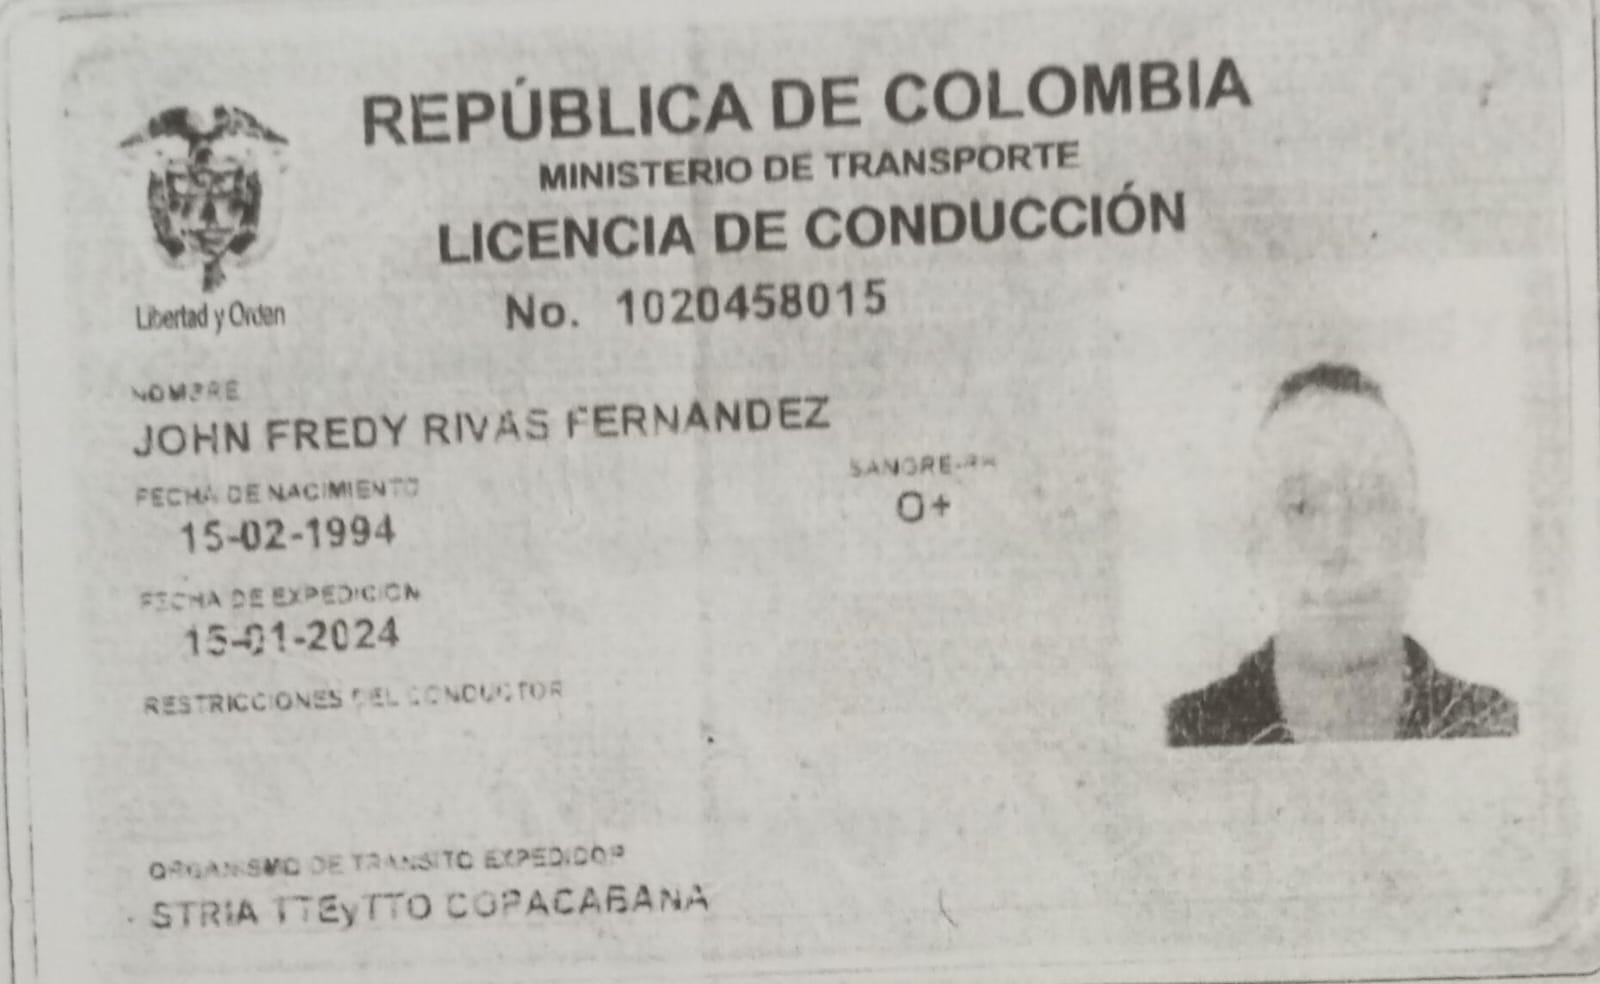 REPÚBLICA DE COLOMBIA
MINISTERIO DE TRANSPORTE
LICENCIA DE CONDUCCIÓN
No. 1020458015
Libertad y Orden
NOMBRE
JOHN FREDY RIVAS FERNANDEZ
FECHA DE NACIMIENTO
15-02-1994
SANGRE-RH
O+
FECHA DE EXPEDICIÓN
15-01-2024
RESTRICCIONES DEL CONDUCTOR
ORGANISMO DE TRANSITO EXPEDIDOR
STRIA TTEyTTO COPACABANA